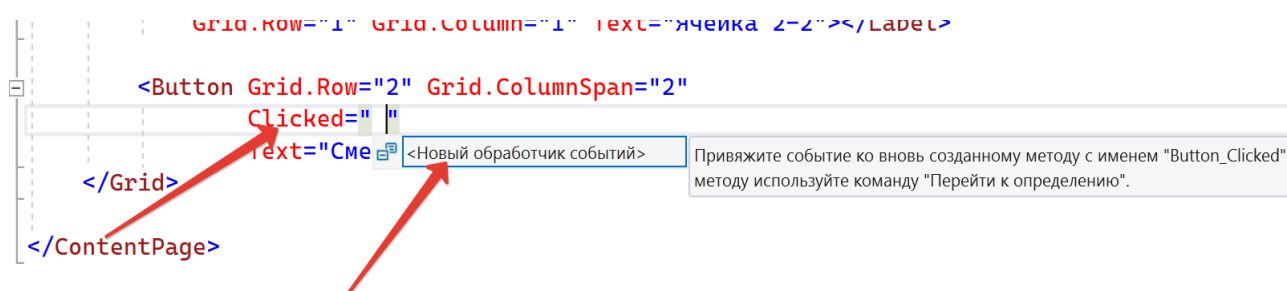 Grid.Row="1" Grid.Column="1" Text="Ячейка 2-2"></Label>
<Button Grid.Row="2" Grid.ColumnSpan="2"
Clicked=" "
Text="Сме <Новый обработчик событий> Привяжите событие ко вновь созданному методу с именем "Button_Clicked"
методу используйте команду "Перейти к определению".
</Grid>
</ContentPage>